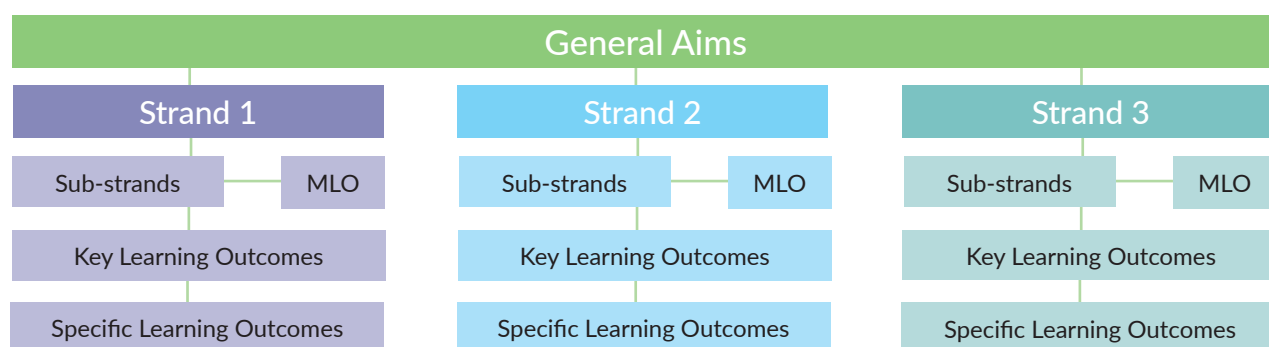 General Aims
Strand 1
Strand 2
Strand 3
Sub-strands
MLO
Sub-strands
MLO
Sub-strands
MLO
Key Learning Outcomes
Key Learning Outcomes
Key Learning Outcomes
Specific Learning Outcomes
Specific Learning Outcomes
Specific Learning Outcomes